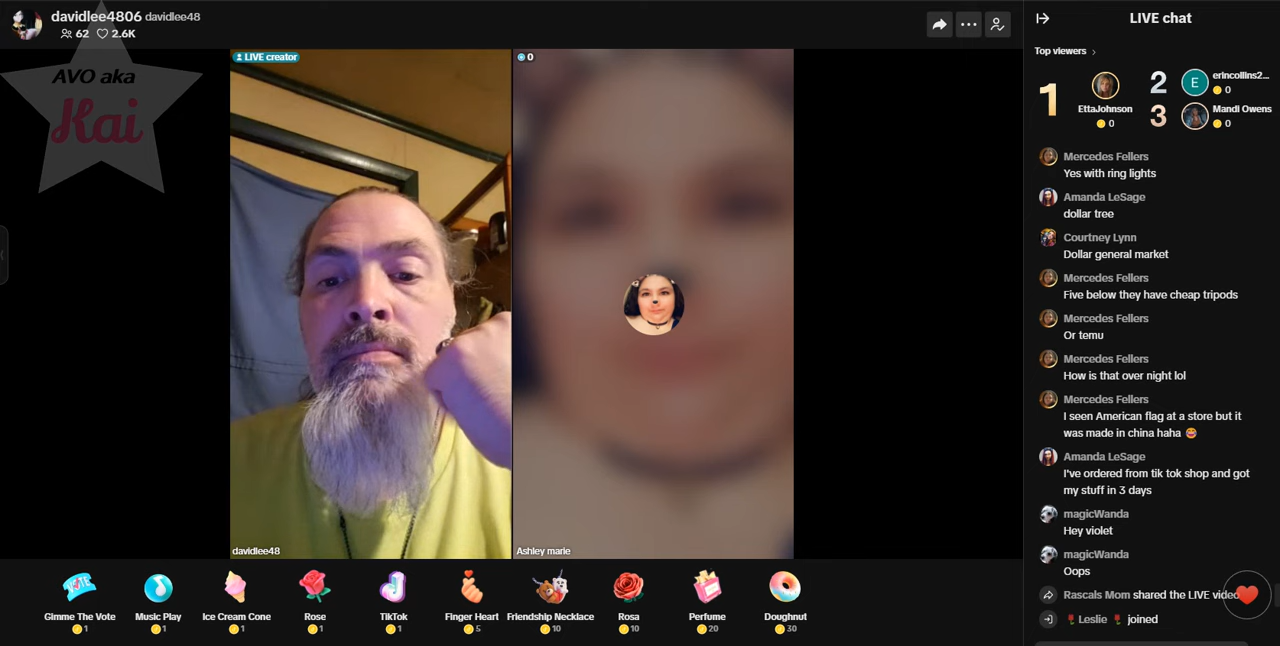 davidlee4806 davidlee48
62 2.6K
AVO aka
Kai
LIVE creator
0
davidlee48
Ashley marie
Gimme The Vote
1
Music Play
1
Ice Cream Cone
1
Rose
1
TikTok
1
Finger Heart
5
Friendship Necklace
10
Rosa
10
Perfume
20
Doughnut
30
LIVE chat
Top viewers
1
EttaJohnson
0
2
E
erincollins2...
0
3
Mandi Owens
0
Mercedes Fellers
Yes with ring lights
Amanda LeSage
dollar tree
Courtney Lynn
Dollar general market
Mercedes Fellers
Five below they have cheap tripods
Mercedes Fellers
Or temu
Mercedes Fellers
How is that over night lol
Mercedes Fellers
I seen American flag at a store but it
was made in china haha 😂
Amanda LeSage
I've ordered from tik tok shop and got
my stuff in 3 days
magicWanda
Hey violet
magicWanda
Oops
Rascals Mom shared the LIVE video
🌹 Leslie 🌹 joined